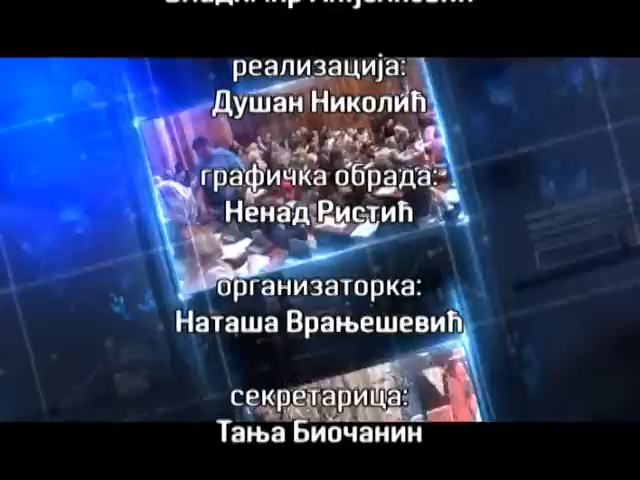 реализација:
Душан Николић
графичка обрада:
Ненад Ристић
организаторка:
Наташа Врањешевић
секретарица:
Тања Биочанин